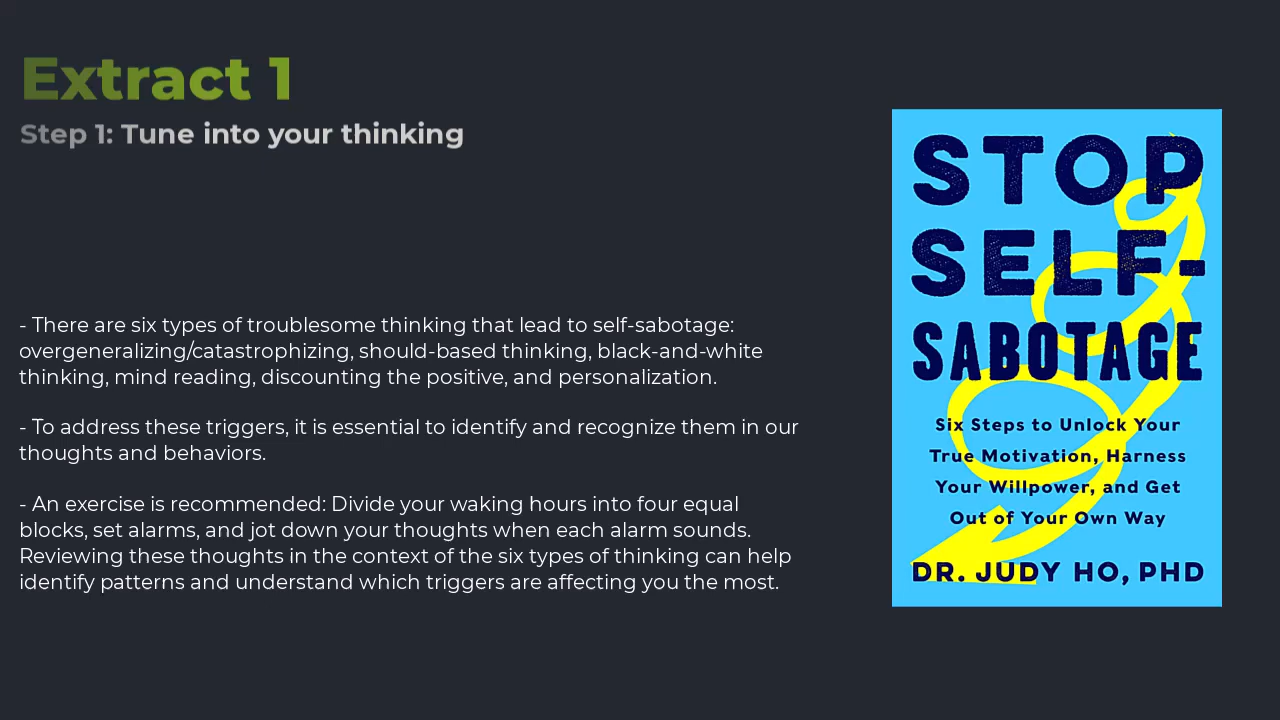 Extract 1
Step 1: Tune into your thinking
- There are six types of troublesome thinking that lead to self-sabotage:
overgeneralizing/catastrophizing, should-based thinking, black-and-white
thinking, mind reading, discounting the positive, and personalization.
- To address these triggers, it is essential to identify and recognize them in our
thoughts and behaviors.
- An exercise is recommended: Divide your waking hours into four equal
blocks, set alarms, and jot down your thoughts when each alarm sounds.
Reviewing these thoughts in the context of the six types of thinking can help
identify patterns and understand which triggers are affecting you the most.
STOP
SELF-
SABOTAGE
Six Steps to Unlock Your
True Motivation, Harness
Your Willpower, and Get
Out of Your Own Way
DR. JUDY HO, PHD